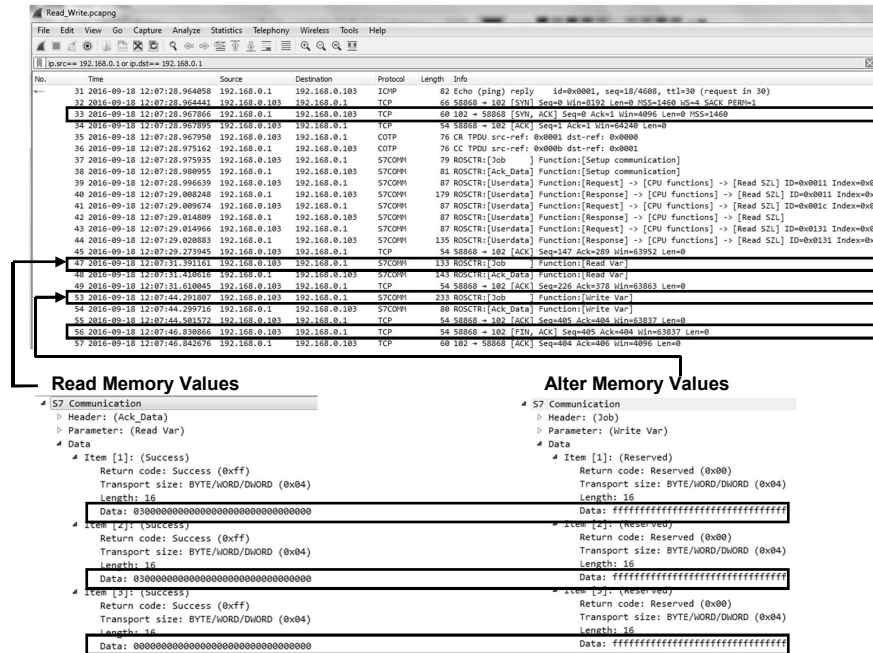 Read_Write.pcapng
File Edit View Go Capture Analyze Statistics Telephony Wireless Tools Help
ip.src== 192.168.0.1 or ip.dst== 192.168.0.1
No. Time Source Destination Protocol Length Info
31 2016-09-18 12:07:28.964058 192.168.0.1 192.168.0.103 ICMP 82 Echo (ping) reply id=0x0001, seq=18/4608, ttl=30 (request in 30)
32 2016-09-18 12:07:28.964441 192.168.0.103 192.168.0.1 TCP 66 58868 → 102 [SYN] Seq=0 Win=8192 Len=0 MSS=1460 WS=4 SACK_PERM=1
33 2016-09-18 12:07:28.967866 192.168.0.1 192.168.0.103 TCP 60 102 → 58868 [SYN, ACK] Seq=0 Ack=1 Win=4096 Len=0 MSS=1460
34 2016-09-18 12:07:28.967895 192.168.0.103 192.168.0.1 TCP 54 58868 → 102 [ACK] Seq=1 Ack=1 Win=64240 Len=0
35 2016-09-18 12:07:28.967950 192.168.0.103 192.168.0.1 COTP 76 CR TPDU src-ref: 0x0001 dst-ref: 0x0000
36 2016-09-18 12:07:28.975162 192.168.0.1 192.168.0.103 COTP 76 CC TPDU src-ref: 0x000b dst-ref: 0x0001
37 2016-09-18 12:07:28.975935 192.168.0.103 192.168.0.1 S7COMM 79 ROSCTR:[Job ] Function:[Setup communication]
38 2016-09-18 12:07:28.980955 192.168.0.1 192.168.0.103 S7COMM 81 ROSCTR:[Ack_Data] Function:[Setup communication]
39 2016-09-18 12:07:28.996639 192.168.0.103 192.168.0.1 S7COMM 87 ROSCTR:[Userdata] Function:[Request] -> [CPU functions] -> [Read SZL] ID=0x0011 Index=0x0
40 2016-09-18 12:07:29.008248 192.168.0.1 192.168.0.103 S7COMM 179 ROSCTR:[Userdata] Function:[Response] -> [CPU functions] -> [Read SZL] ID=0x0011 Index=0x
41 2016-09-18 12:07:29.009674 192.168.0.103 192.168.0.1 S7COMM 87 ROSCTR:[Userdata] Function:[Request] -> [CPU functions] -> [Read SZL] ID=0x001c Index=0x0
42 2016-09-18 12:07:29.014809 192.168.0.1 192.168.0.103 S7COMM 87 ROSCTR:[Userdata] Function:[Response] -> [CPU functions] -> [Read SZL]
43 2016-09-18 12:07:29.014966 192.168.0.103 192.168.0.1 S7COMM 87 ROSCTR:[Userdata] Function:[Request] -> [CPU functions] -> [Read SZL] ID=0x0131 Index=0x0
44 2016-09-18 12:07:29.020883 192.168.0.1 192.168.0.103 S7COMM 135 ROSCTR:[Userdata] Function:[Response] -> [CPU functions] -> [Read SZL] ID=0x0131 Index=0x
45 2016-09-18 12:07:29.273945 192.168.0.103 192.168.0.1 TCP 54 58868 → 102 [ACK] Seq=147 Ack=289 Win=63952 Len=0
47 2016-09-18 12:07:31.391161 192.168.0.103 192.168.0.1 S7COMM 133 ROSCTR:[Job ] Function:[Read Var]
48 2016-09-18 12:07:31.410616 192.168.0.1 192.168.0.103 S7COMM 143 ROSCTR:[Ack_Data] Function:[Read Var]
49 2016-09-18 12:07:31.610045 192.168.0.103 192.168.0.1 TCP 54 58868 → 102 [ACK] Seq=226 Ack=378 Win=63863 Len=0
53 2016-09-18 12:07:44.291807 192.168.0.103 192.168.0.1 S7COMM 233 ROSCTR:[Job ] Function:[Write Var]
54 2016-09-18 12:07:44.299716 192.168.0.1 192.168.0.103 S7COMM 80 ROSCTR:[Ack_Data] Function:[Write Var]
55 2016-09-18 12:07:44.501572 192.168.0.103 192.168.0.1 TCP 54 58868 → 102 [ACK] Seq=405 Ack=404 Win=63837 Len=0
56 2016-09-18 12:07:46.830866 192.168.0.103 192.168.0.1 TCP 54 58868 → 102 [FIN, ACK] Seq=405 Ack=404 Win=63837 Len=0
57 2016-09-18 12:07:46.842676 192.168.0.1 192.168.0.103 TCP 60 102 → 58868 [ACK] Seq=404 Ack=406 Win=4096 Len=0
Read Memory Values
S7 Communication
Header: (Ack_Data)
Parameter: (Read Var)
Data
Item [1]: (Success)
Return code: Success (0xff)
Transport size: BYTE/WORD/DWORD (0x04)
Length: 16
Data: 03000000000000000000000000000000
Item [2]: (Success)
Return code: Success (0xff)
Transport size: BYTE/WORD/DWORD (0x04)
Length: 16
Data: 03000000000000000000000000000000
Item [3]: (Success)
Return code: Success (0xff)
Transport size: BYTE/WORD/DWORD (0x04)
Length: 16
Data: 00000000000000000000000000000000
Alter Memory Values
S7 Communication
Header: (Job)
Parameter: (Write Var)
Data
Item [1]: (Reserved)
Return code: Reserved (0x00)
Transport size: BYTE/WORD/DWORD (0x04)
Length: 16
Data: ffffffffffffffffffffffffffffffff
Item [2]: (Reserved)
Return code: Reserved (0x00)
Transport size: BYTE/WORD/DWORD (0x04)
Length: 16
Data: ffffffffffffffffffffffffffffffff
Item [3]: (Reserved)
Return code: Reserved (0x00)
Transport size: BYTE/WORD/DWORD (0x04)
Length: 16
Data: ffffffffffffffffffffffffffffffff